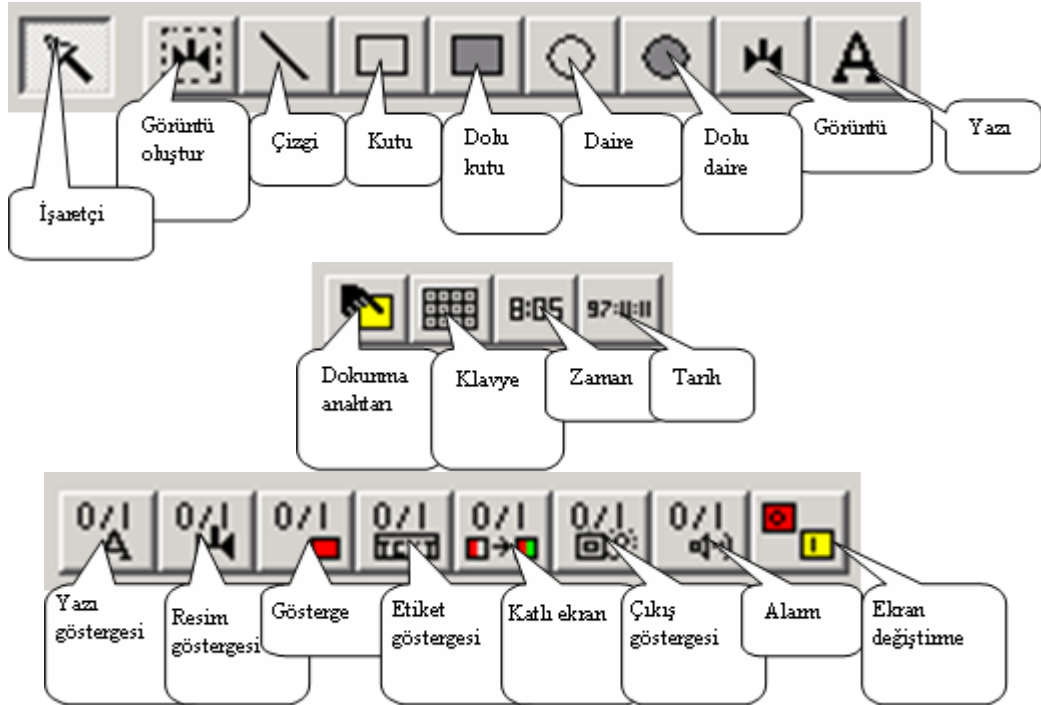 A
Görüntü
oluştur
Çizgi
Kutu
Dolu
kutu
Daire
Dolu
daire
Görüntü
Yazı
İşaretçi
8:05
97:11:11
Dokunma
anahtarı
Klavye
Zaman
Tarih
0/1 0/1 0/1 0/1 0/1 0/1 0/1
A
TEXT
Yazı
göstergesi
Resim
göstergesi
Gösterge
Etiket
göstergesi
Katlı ekran
Çıkış
göstergesi
Alarm
Ekran
değiştirme